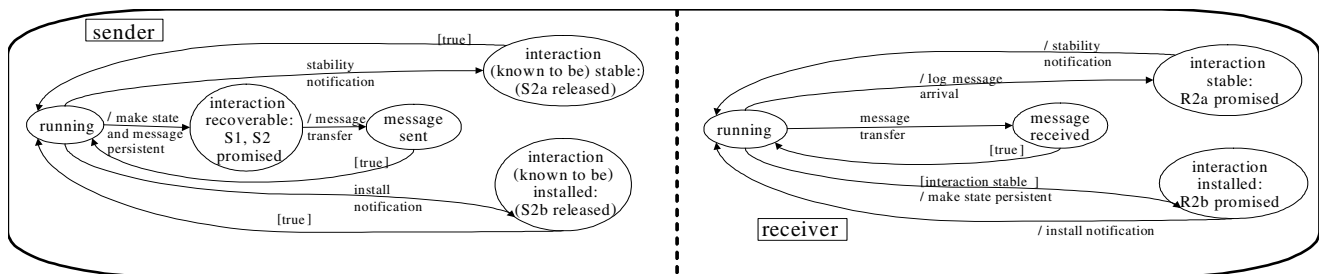 sender
[true]
interaction
(known to be) stable:
(S2a released)
stability
notification
running
/ make state
and message
persistent
interaction
recoverable:
S1, S2
promised
/ message
transfer
message
sent
[true]
interaction
(known to be)
installed:
(S2b released)
install
notification
[true]
/ stability
notification
interaction
stable:
R2a promised
/ log message
arrival
running
message
transfer
message
received
[true]
[interaction stable ]
/ make state persistent
interaction
installed:
R2b promised
/ install notification
receiver